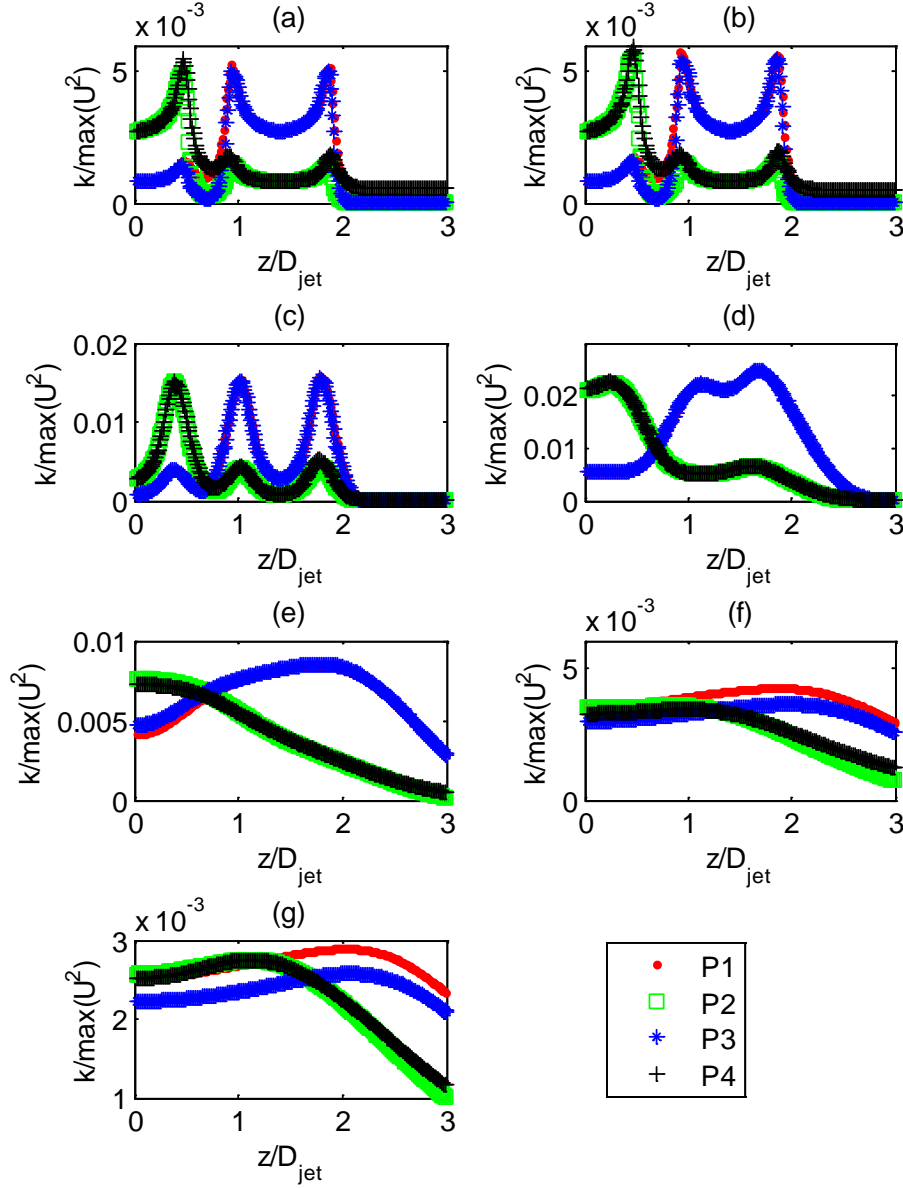 (a)
x 10^-3
5
0
k/max(U^2)
0 1 2 3
z/D_jet
(b)
x 10^-3
5
0
k/max(U^2)
0 1 2 3
z/D_jet
(c)
0.02
0.01
0
k/max(U^2)
0 1 2 3
z/D_jet
(d)
0.02
0.01
0
k/max(U^2)
0 1 2 3
z/D_jet
(e)
0.01
0.005
0
k/max(U^2)
0 1 2 3
z/D_jet
(f)
x 10^-3
5
0
k/max(U^2)
0 1 2 3
z/D_jet
(g)
x 10^-3
3
2
1
k/max(U^2)
0 1 2 3
z/D_jet
P1
P2
P3
P4